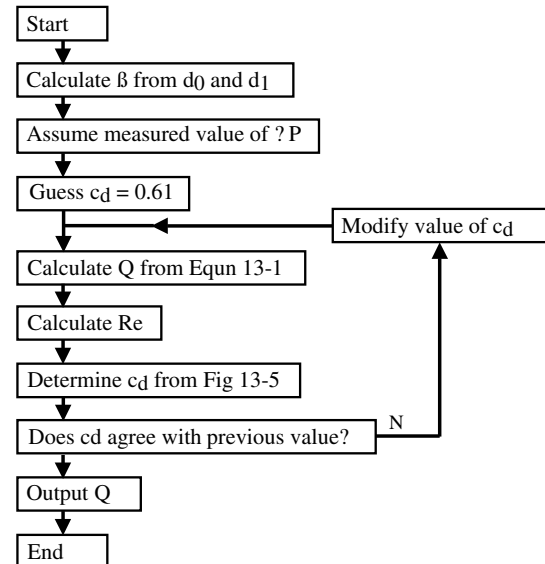 Start
Calculate ß from d0 and d1
Assume measured value of ? P
Guess cd = 0.61
Modify value of cd
Calculate Q from Equn 13-1
Calculate Re
Determine cd from Fig 13-5
Does cd agree with previous value?
N
Output Q
End